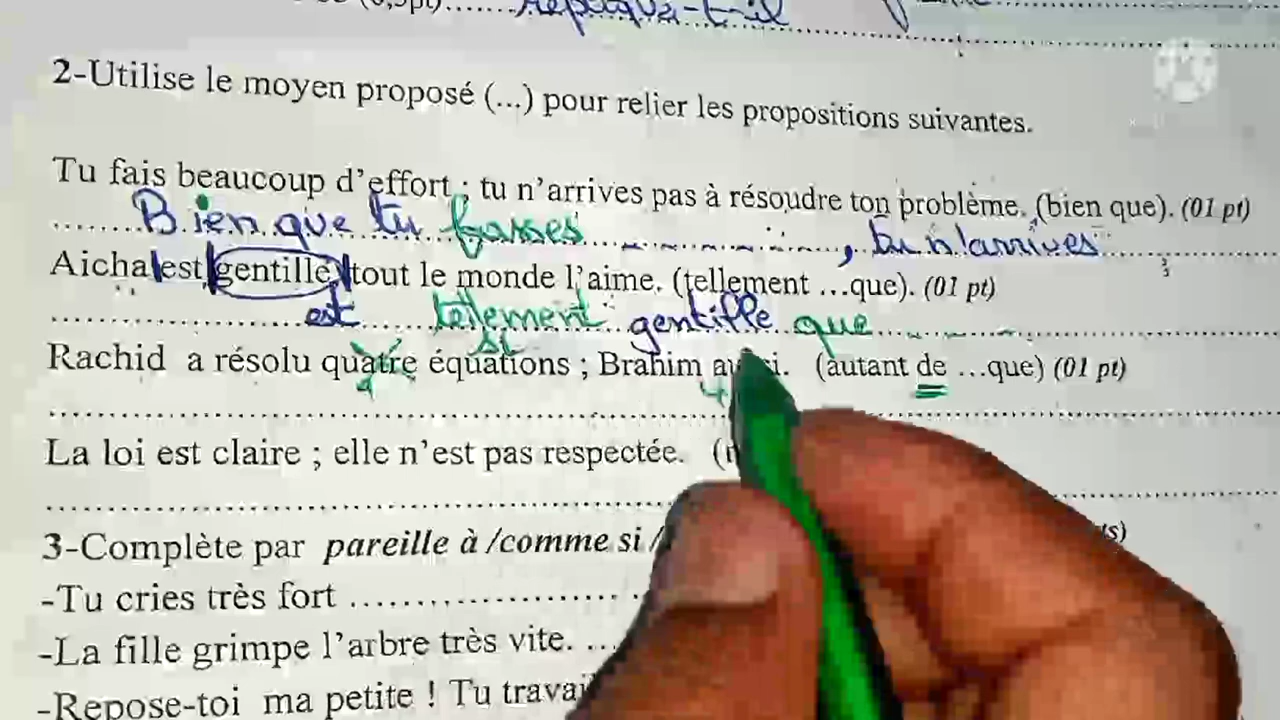 2-Utilise le moyen proposé (...) pour relier les propositions suivantes.
Tu fais beaucoup d'effort ; tu n'arrives pas à résoudre ton problème. (bien que). (01 pt)
Bien que tu fasses ........, tu n'arrives
Aicha est gentille, tout le monde l'aime. (tellement ...que). (01 pt)
est tellement gentille que
Rachid a résolu quatre équations ; Brahim aussi. (autant de ...que) (01 pt)
4
La loi est claire ; elle n'est pas respectée.
3-Complète par pareille à /comme si /
-Tu cries très fort ........................
-La fille grimpe l'arbre très vite. ...
-Repose-toi ma petite ! Tu